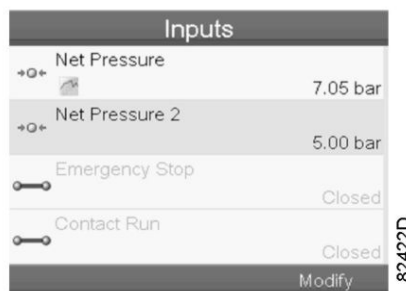 Inputs
Net Pressure
7.05 bar
Net Pressure 2
5.00 bar
Emergency Stop
Closed
Contact Run
Closed
Modify
82422D